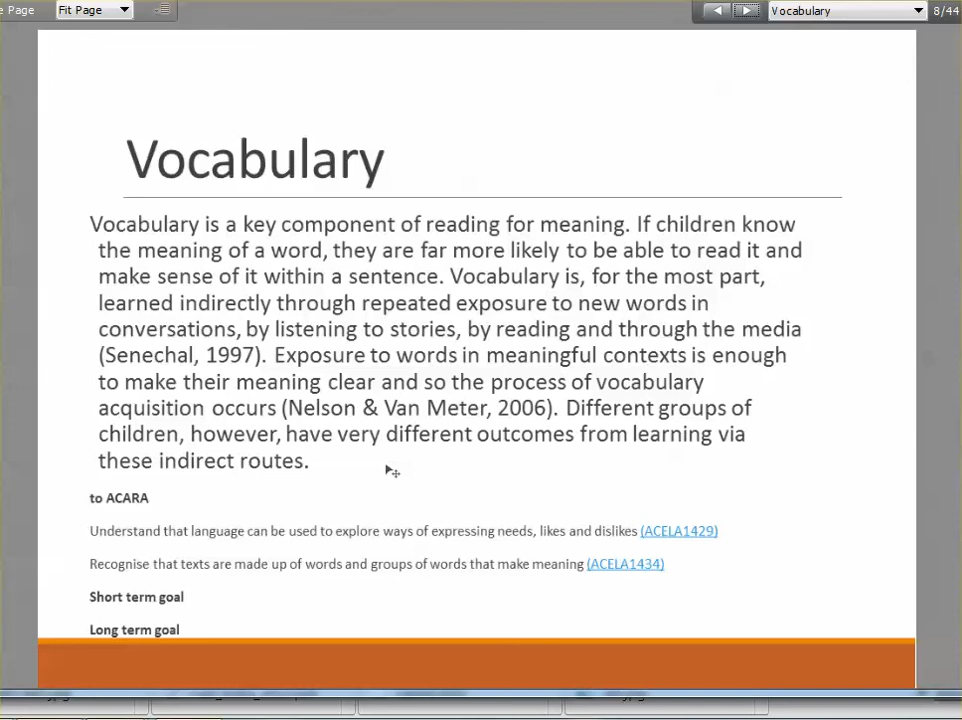 e Page Fit Page Vocabulary 8/44
Vocabulary
Vocabulary is a key component of reading for meaning. If children know
the meaning of a word, they are far more likely to be able to read it and
make sense of it within a sentence. Vocabulary is, for the most part,
learned indirectly through repeated exposure to new words in
conversations, by listening to stories, by reading and through the media
(Senechal, 1997). Exposure to words in meaningful contexts is enough
to make their meaning clear and so the process of vocabulary
acquisition occurs (Nelson & Van Meter, 2006). Different groups of
children, however, have very different outcomes from learning via
these indirect routes.
to ACARA
Understand that language can be used to explore ways of expressing needs, likes and dislikes (ACELA1429)
Recognise that texts are made up of words and groups of words that make meaning (ACELA1434)
Short term goal
Long term goal